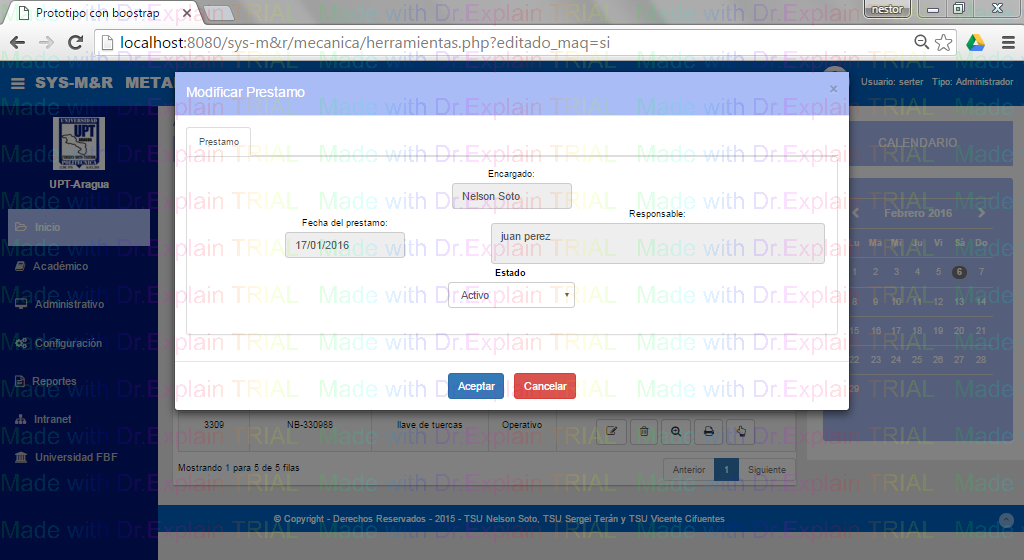 Prototipo con boostrap
nestor
localhost:8080/sys-m&r/mecanica/herramientas.php?editado_maq=si
SYS-M&R META
Usuario: serter Tipo: Administrador
UNIVERSIDAD
UPT
ARAGUA
POLITECNICA
UPT-Aragua
Inicio
Académico
Administrativo
Configuración
Reportes
Intranet
Universidad FBF
Modificar Prestamo
×
Prestamo
Encargado:
Nelson Soto
Fecha del prestamo:
17/01/2016
Responsable:
juan perez
Estado
Activo
Aceptar
Cancelar
CALENDARIO
Febrero 2016
Lu Ma Mi Ju Vi Sá Do
1 2 3 4 5 6 7
8 9 10 11 12 13 14
15 16 17 18 19 20 21
22 23 24 25 26 27 28
29
3309 NB-330988 llave de tuercas Operativo
Mostrando 1 para 5 de 5 filas
Anterior 1 Siguiente
© Copyright - Derechos Reservados - 2015 - TSU Nelson Soto, TSU Sergei Terán y TSU Vicente Cifuentes
Made with Dr.Explain TRIAL